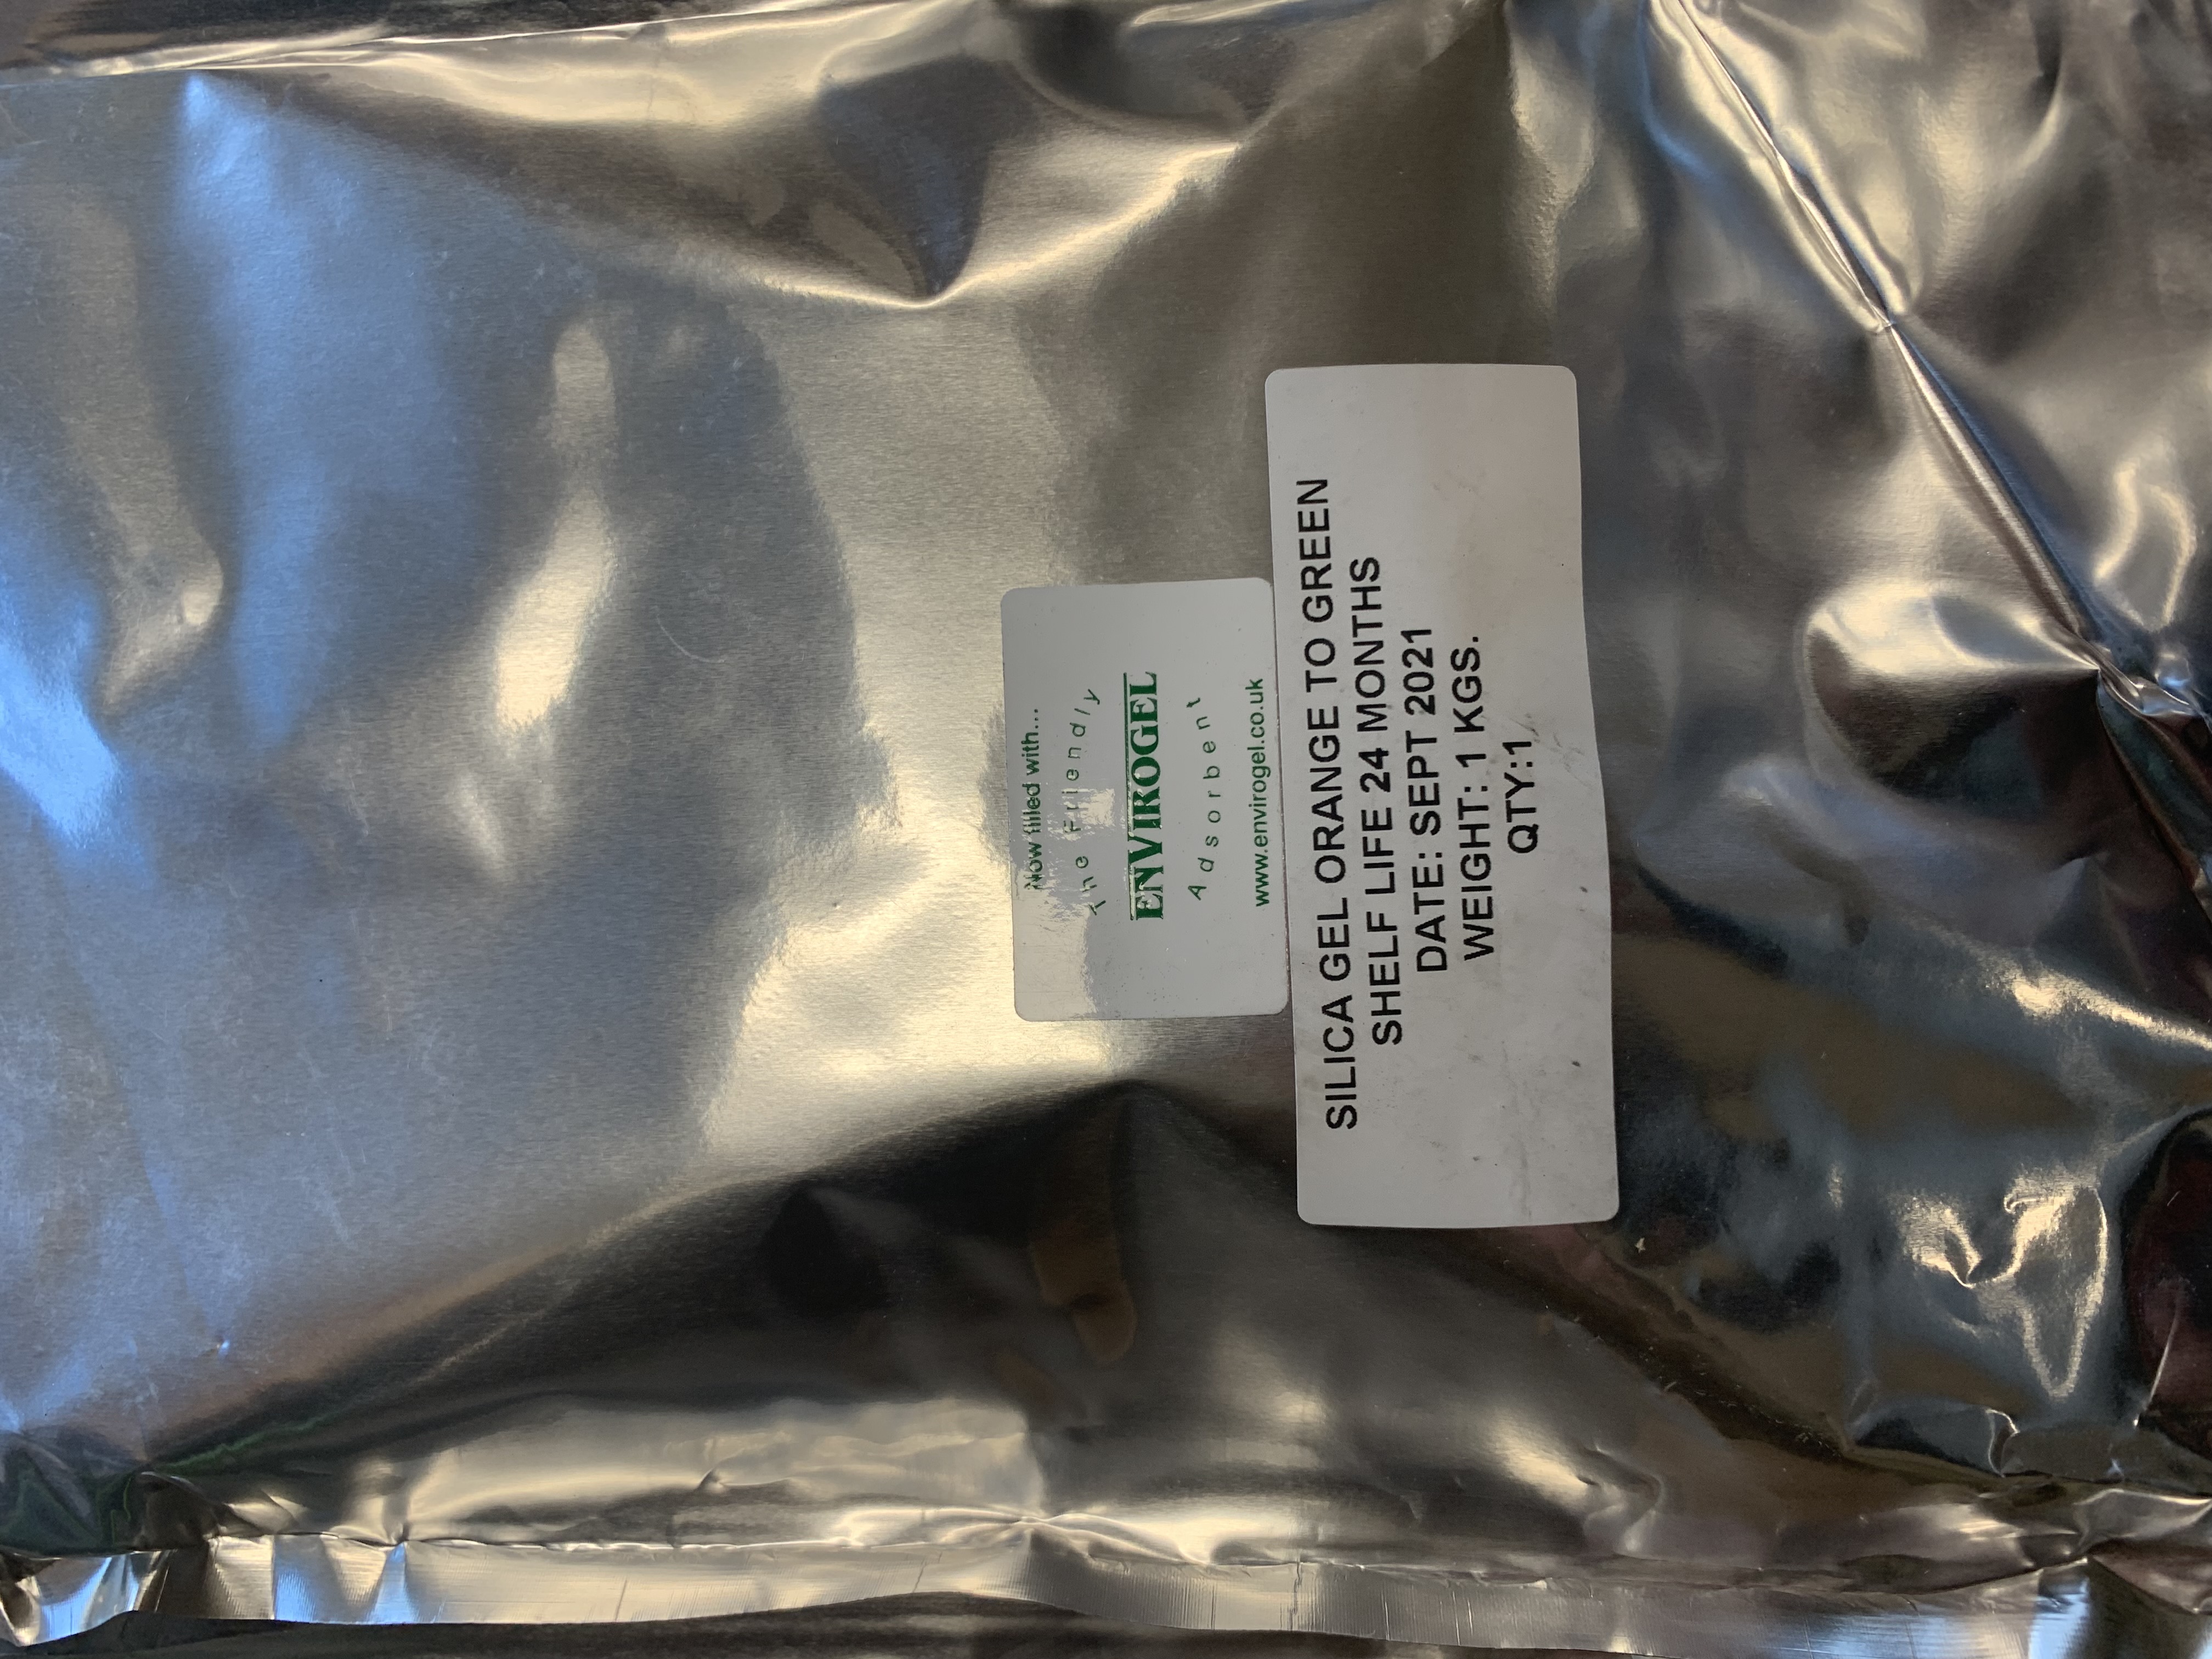 Now filled with...
The Friendly
ENVIROGEL
Adsorbent
www.envirogel.co.uk
SILICA GEL ORANGE TO GREEN
SHELF LIFE 24 MONTHS
DATE: SEPT 2021
WEIGHT: 1 KGS.
QTY:1